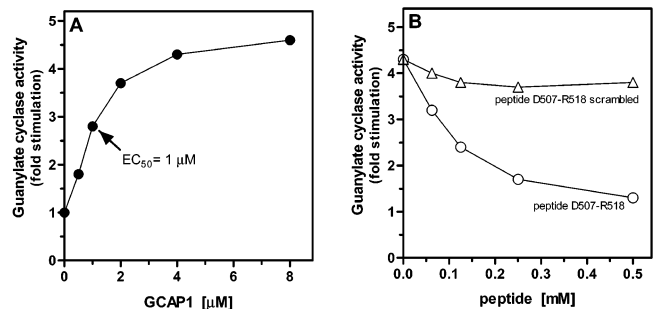 A
Guanylate cyclase activity
(fold stimulation)
5
4
3
2
1
0
EC50= 1 μM
0 2 4 6 8
GCAP1 [μM]
B
Guanylate cyclase activity
(fold stimulation)
5
4
3
2
1
0
peptide D507-R518 scrambled
peptide D507-R518
0.0 0.1 0.2 0.3 0.4 0.5
peptide [mM]